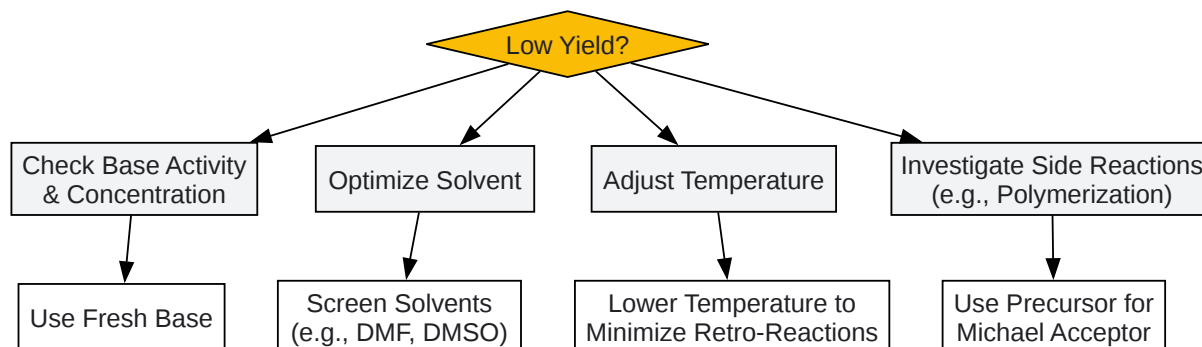 Low Yield?
Check Base Activity
& Concentration
Optimize Solvent
Adjust Temperature
Investigate Side Reactions
(e.g., Polymerization)
Use Fresh Base
Screen Solvents
(e.g., DMF, DMSO)
Lower Temperature to
Minimize Retro-Reactions
Use Precursor for
Michael Acceptor